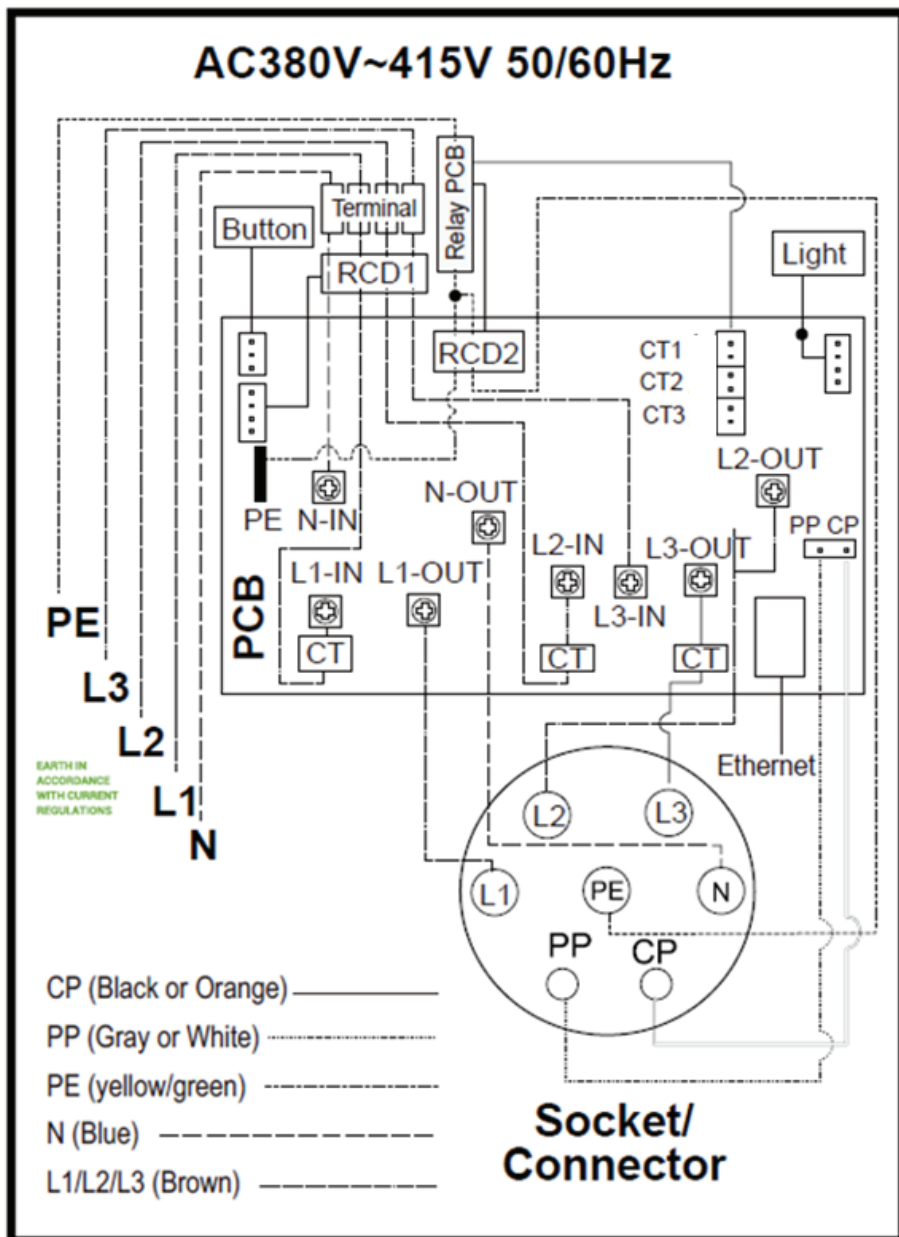 AC380V~415V 50/60Hz
Relay PCB
Terminal
Button
RCD1
Light
RCD2
CT1
CT2
CT3
L2-OUT
PE
N-IN
N-OUT
PP CP
L1-IN
L1-OUT
L2-IN
L3-OUT
L3-IN
PCB
CT
CT
CT
PE
L3
L2
L1
N
EARTH IN
ACCORDANCE
WITH CURRENT
REGULATIONS
Ethernet
L2
L3
L1
PE
N
PP
CP
CP (Black or Orange)
PP (Gray or White)
PE (yellow/green)
N (Blue)
L1/L2/L3 (Brown)
Socket/
Connector